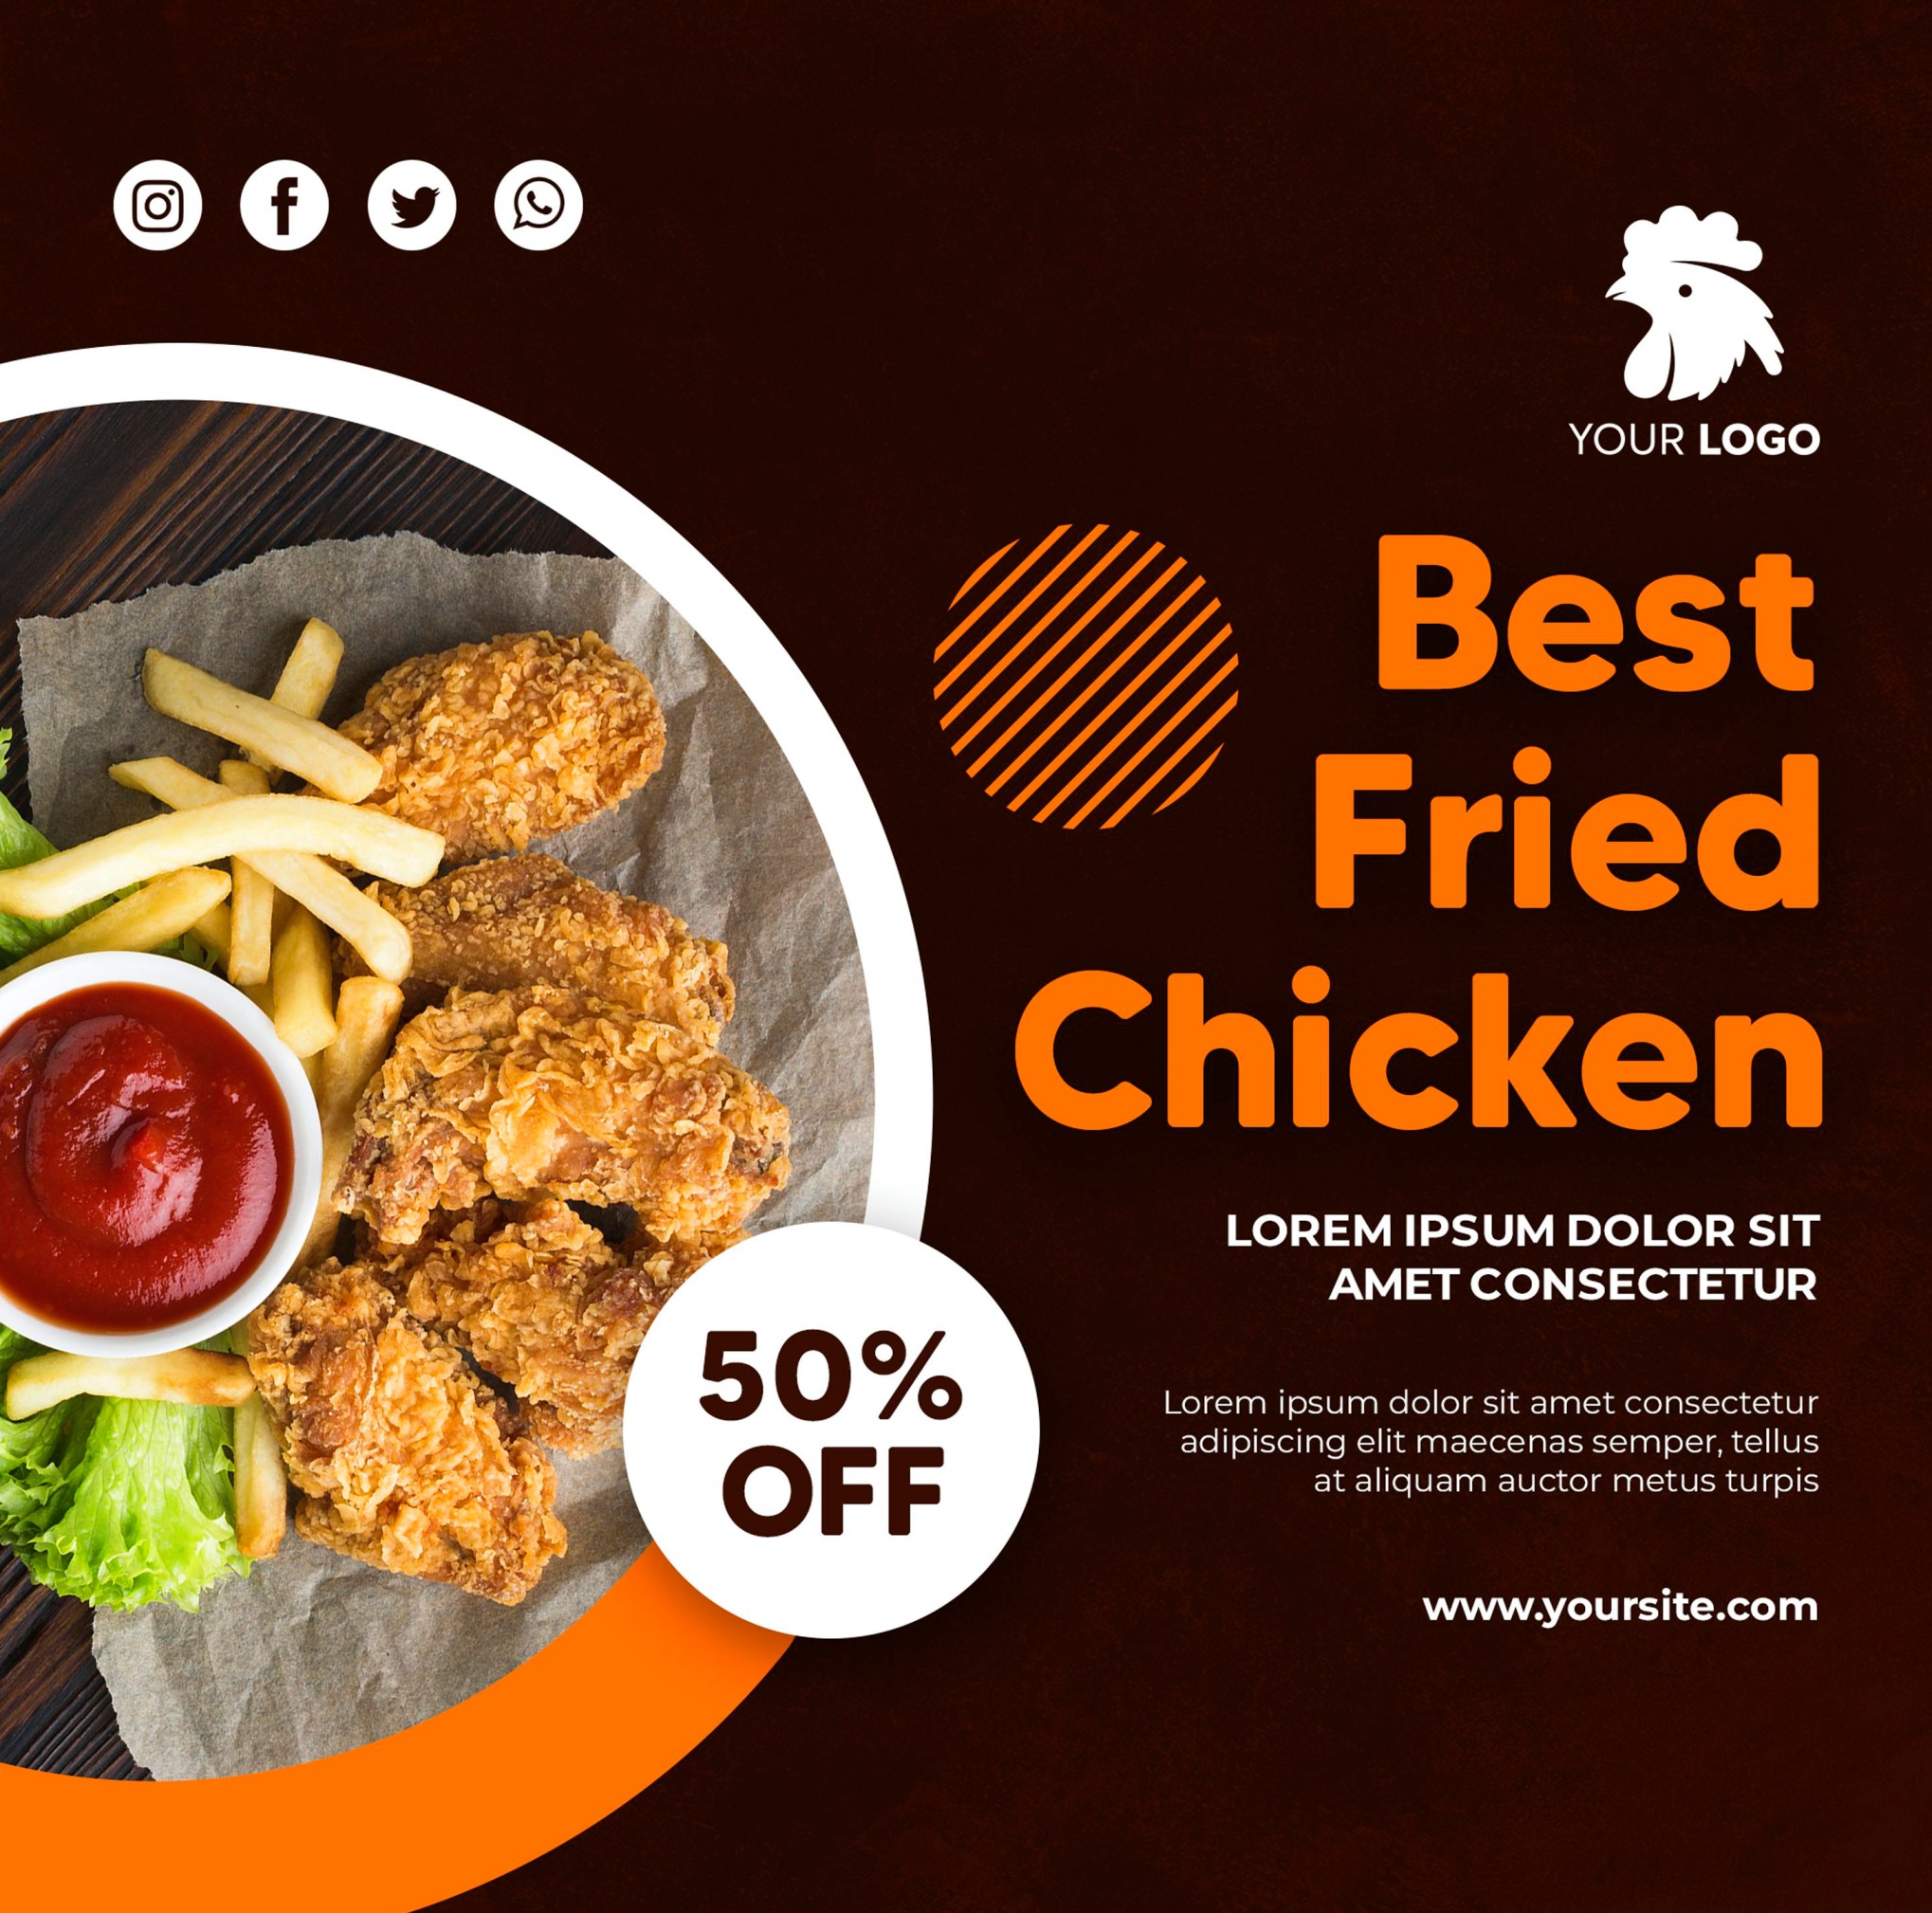 YOUR LOGO
Best
Fried
Chicken
LOREM IPSUM DOLOR SIT
AMET CONSECTETUR
50%
OFF
Lorem ipsum dolor sit amet consectetur
adipiscing elit maecenas semper, tellus
at aliquam auctor metus turpis
www.yoursite.com